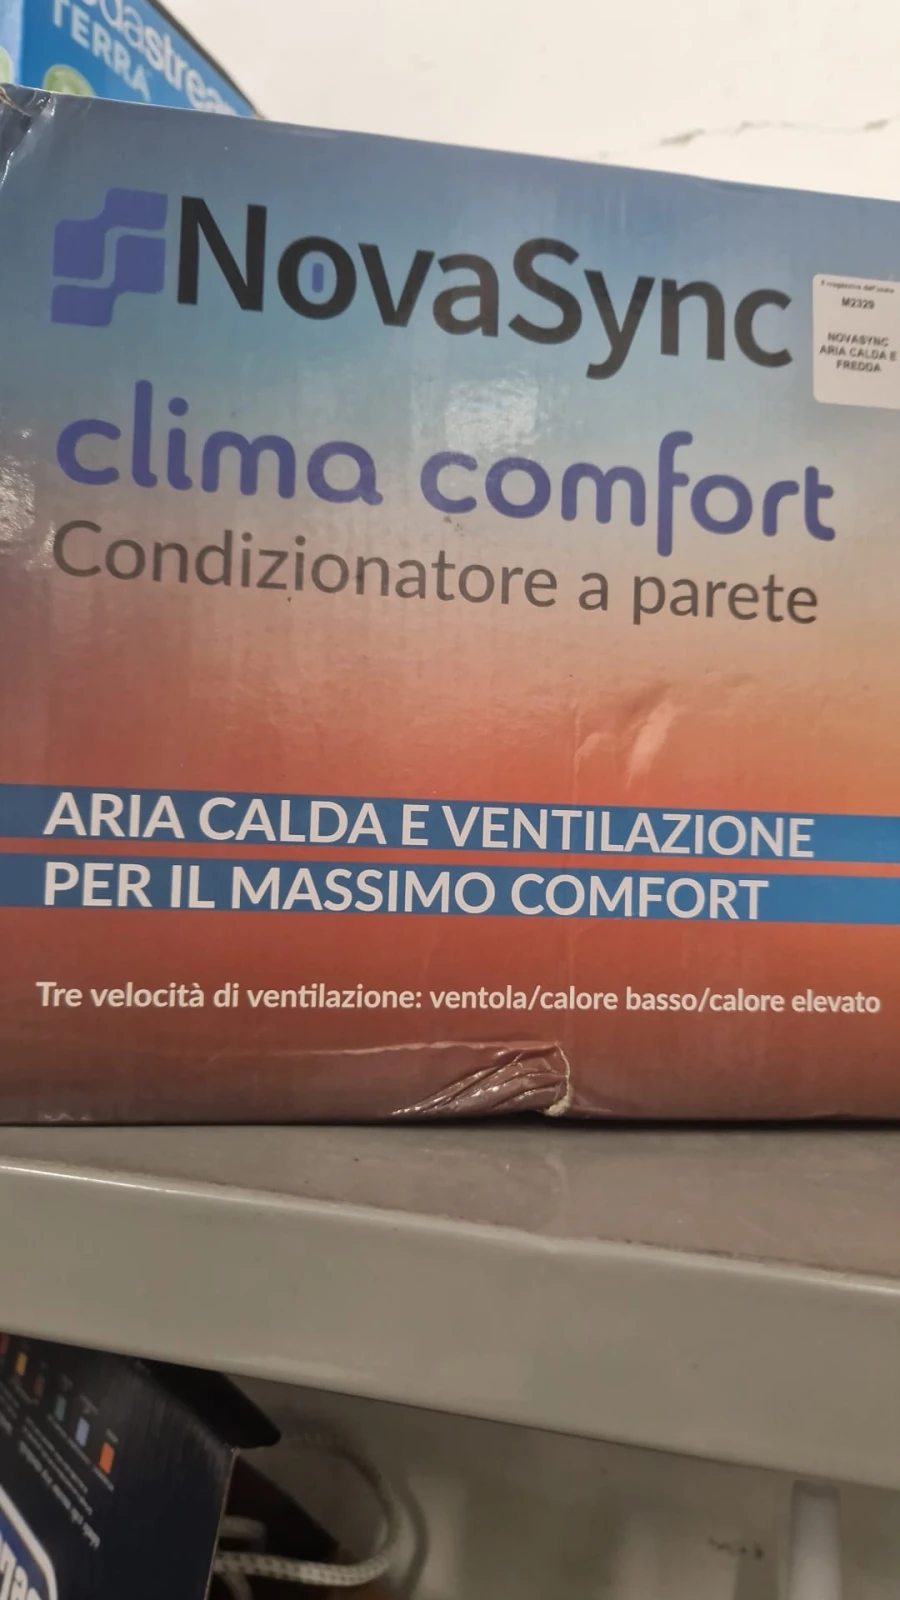 TERRA
NovaSync
M2329
NOVASYNC
ARIA CALDA E
FREDDA
clima comfort
Condizionatore a parete
ARIA CALDA E VENTILAZIONE
PER IL MASSIMO COMFORT
Tre velocità di ventilazione: ventola/calore basso/calore elevato